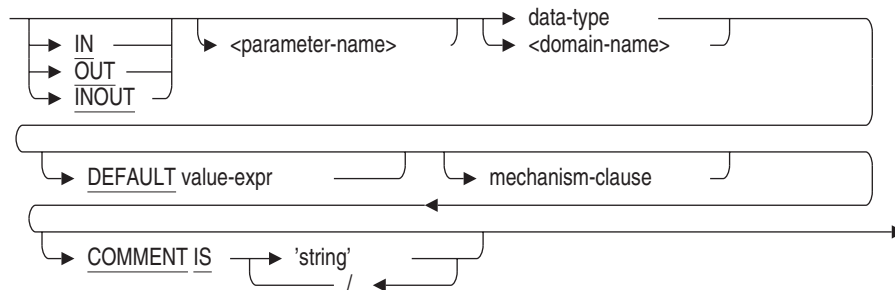 data-type
IN <parameter-name> <domain-name>
OUT
INOUT
DEFAULT value-expr mechanism-clause
COMMENT IS ’string’
/